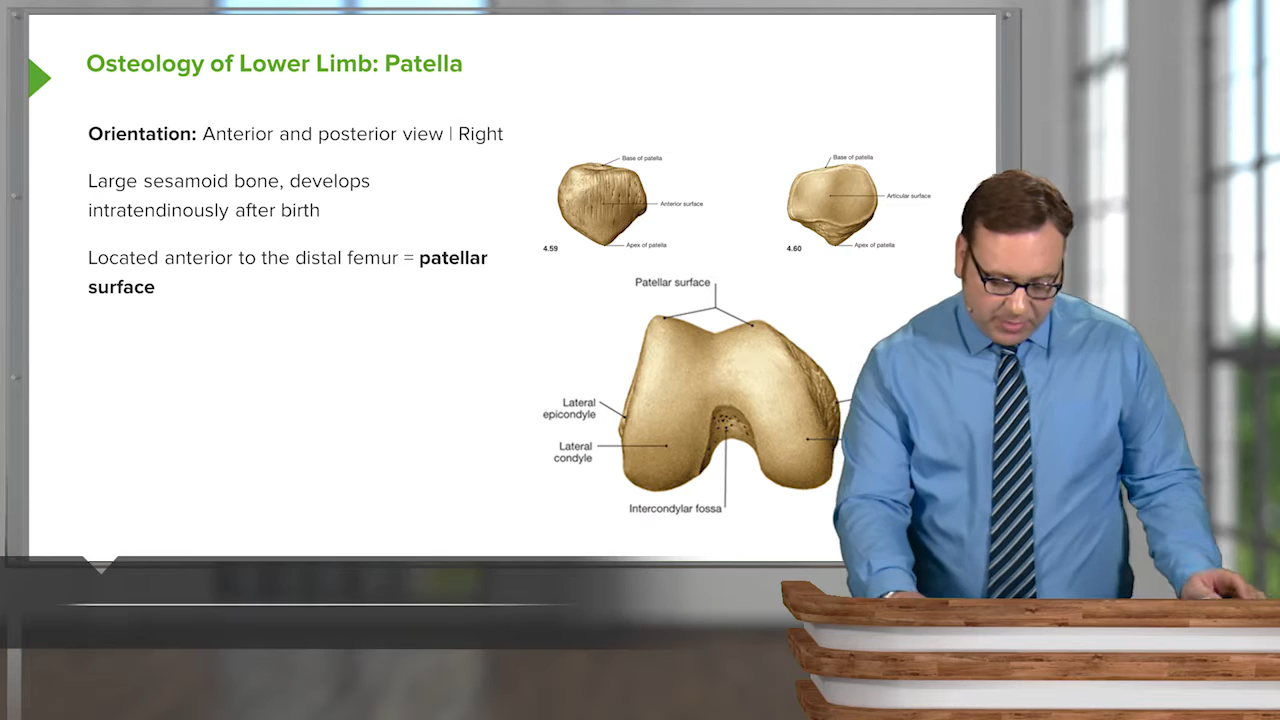 Osteology of Lower Limb: Patella
Orientation: Anterior and posterior view | Right
Large sesamoid bone, develops
intratendinously after birth
Located anterior to the distal femur = patellar
surface
Base of patella
Anterior surface
4.59
Apex of patella
Base of patella
Articular surface
4.60
Apex of patella
Patellar surface
Lateral
epicondyle
Lateral
condyle
Intercondylar fossa